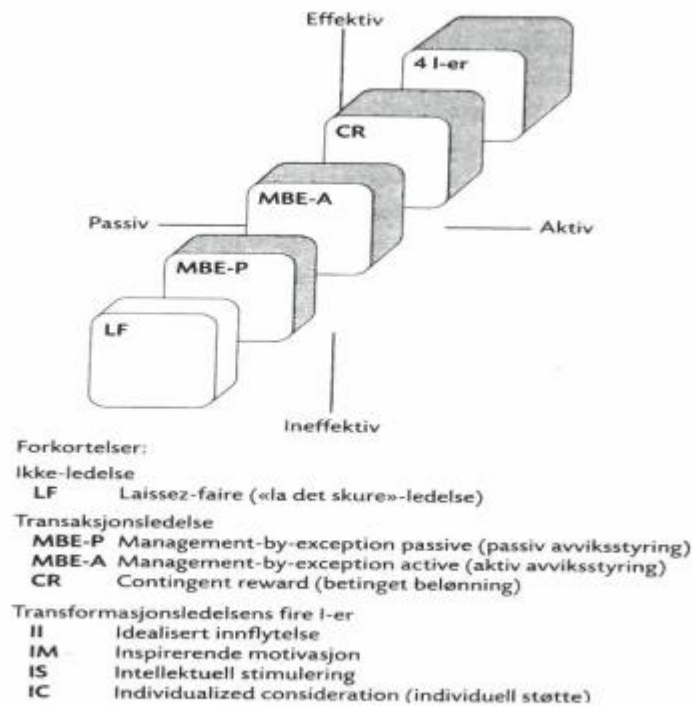 Effektiv
4 I-er
CR
MBE-A
Passiv
Aktiv
MBE-P
LF
Ineffektiv
Forkortelser:
Ikke-ledelse
LF Laissez-faire («la det skure»-ledelse)
Transaksjonsledelse
MBE-P Management-by-exception passive (passiv avviksstyring)
MBE-A Management-by-exception active (aktiv avviksstyring)
CR Contingent reward (betinget belønning)
Transformasjonsledelsens fire I-er
II Idealisert innflytelse
IM Inspirerende motivasjon
IS Intellektuell stimulering
IC Individualized consideration (individuell støtte)